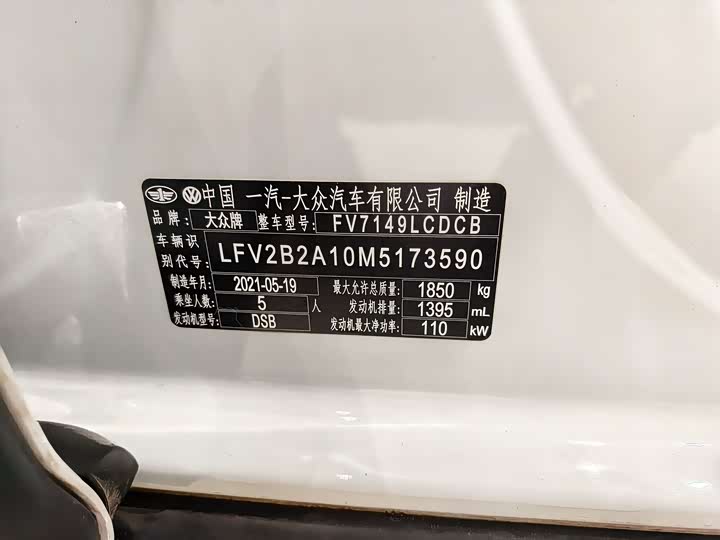 中国 一汽-大众汽车有限公司 制造
品牌: 大众牌 整车型号: FV7149LCDCB
车辆识别代号: LFV2B2A10M5173590
制造年月: 2021-05-19 最大允许总质量: 1850 kg
乘坐人数: 5 人 发动机排量: 1395 mL
发动机型号: DSB 发动机最大净功率: 110 kW